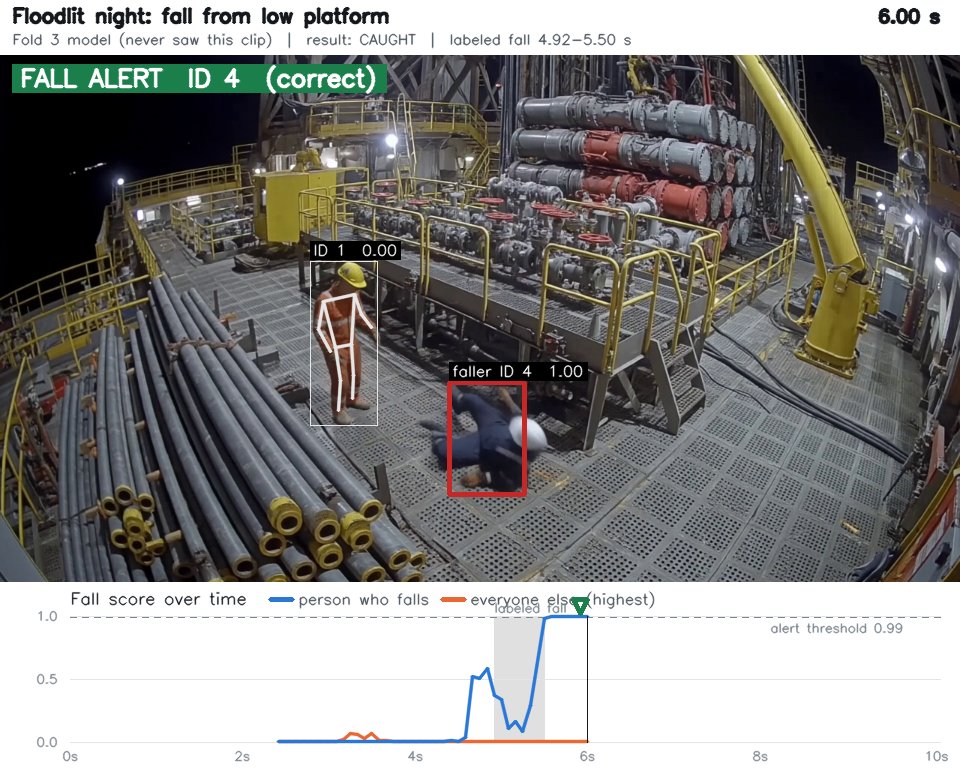 Floodlit night: fall from low platform
6.00 s
Fold 3 model (never saw this clip) | result: CAUGHT | labeled fall 4.92–5.50 s
FALL ALERT ID 4 (correct)
ID 1 0.00
faller ID 4 1.00
Fall score over time
person who falls
everyone else (highest)
labeled fall
1.0
alert threshold 0.99
0.5
0.0
0s 2s 4s 6s 8s 10s